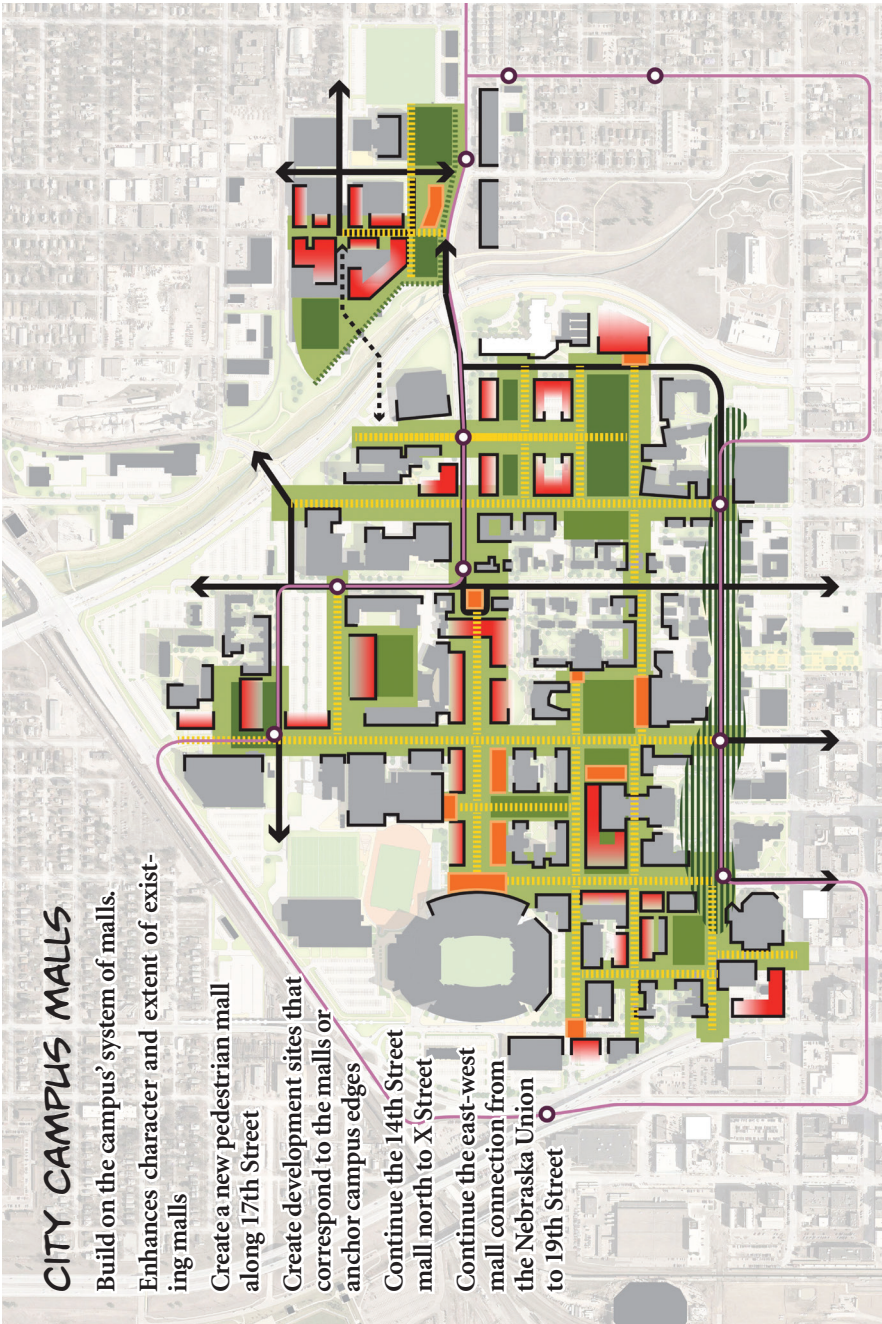 CITY CAMPUS MALLS
Build on the campus' system of malls.
Enhances character and extent of exist-
ing malls
Create a new pedestrian mall
along 17th Street
Create development sites that
correspond to the malls or
anchor campus edges
Continue the 14th Street
mall north to X Street
Continue the east-west
mall connection from
the Nebraska Union
to 19th Street